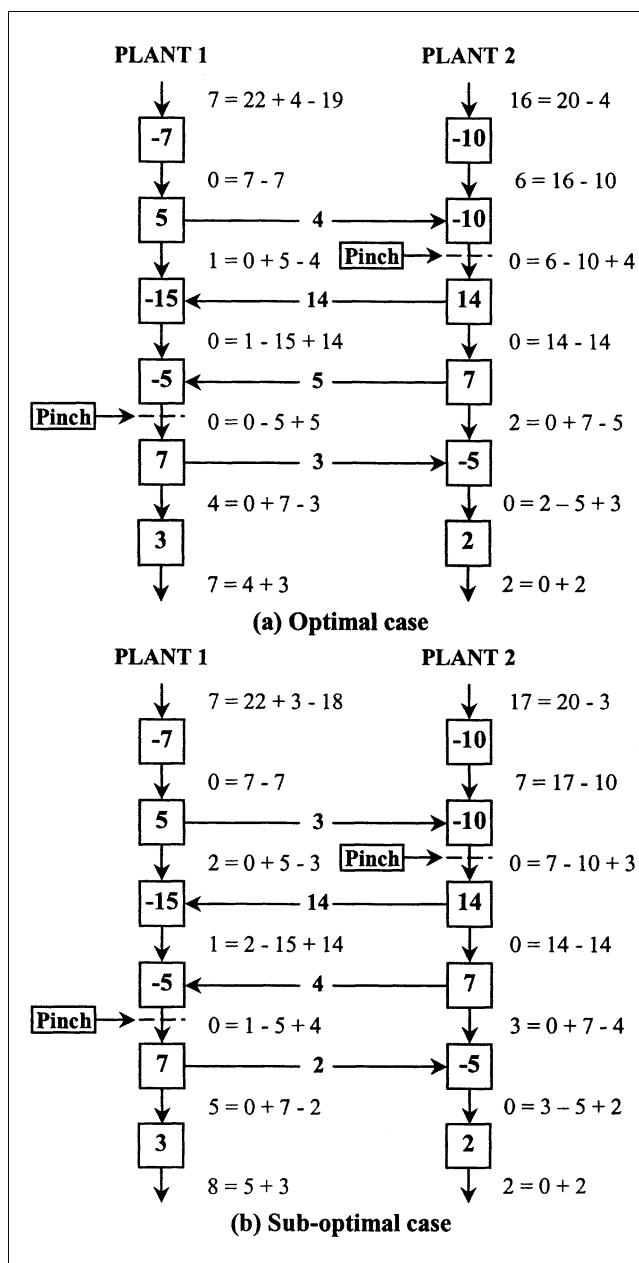 PLANT 1 PLANT 2
7 = 22 + 4 - 19 16 = 20 - 4
-7 -10
0 = 7 - 7 6 = 16 - 10
5 4 -10
1 = 0 + 5 - 4 Pinch 0 = 6 - 10 + 4
-15 14 14
0 = 1 - 15 + 14 0 = 14 - 14
-5 5 7
Pinch 0 = 0 - 5 + 5 2 = 0 + 7 - 5
7 3 -5
4 = 0 + 7 - 3 0 = 2 – 5 + 3
3 2
7 = 4 + 3 2 = 0 + 2
(a) Optimal case
PLANT 1 PLANT 2
7 = 22 + 3 - 18 17 = 20 - 3
-7 -10
0 = 7 - 7 7 = 17 - 10
5 3 -10
2 = 0 + 5 - 3 Pinch 0 = 7 - 10 + 3
-15 14 14
1 = 2 - 15 + 14 0 = 14 - 14
-5 4 7
Pinch 0 = 1 - 5 + 4 3 = 0 + 7 - 4
7 2 -5
5 = 0 + 7 - 2 0 = 3 – 5 + 2
3 2
8 = 5 + 3 2 = 0 + 2
(b) Sub-optimal case